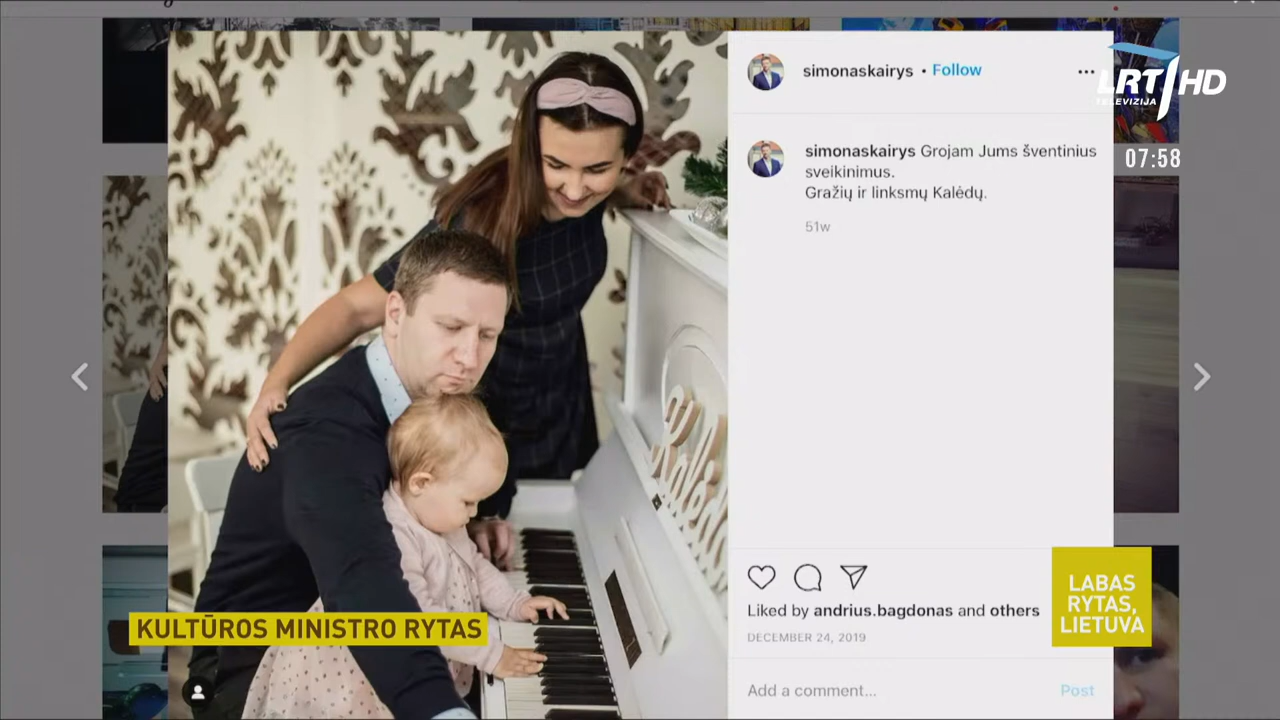 simonaskairys • Follow
LRT HD
TELEVIZIJA
07:58
simonaskairys Grojam Jums šventinius
sveikinimus.
Gražių ir linksmų Kalėdų.
51w
Kalėdų
Liked by andrius.bagdonas and others
DECEMBER 24, 2019
Add a comment... Post
KULTŪROS MINISTRO RYTAS
LABAS
RYTAS,
LIETUVA